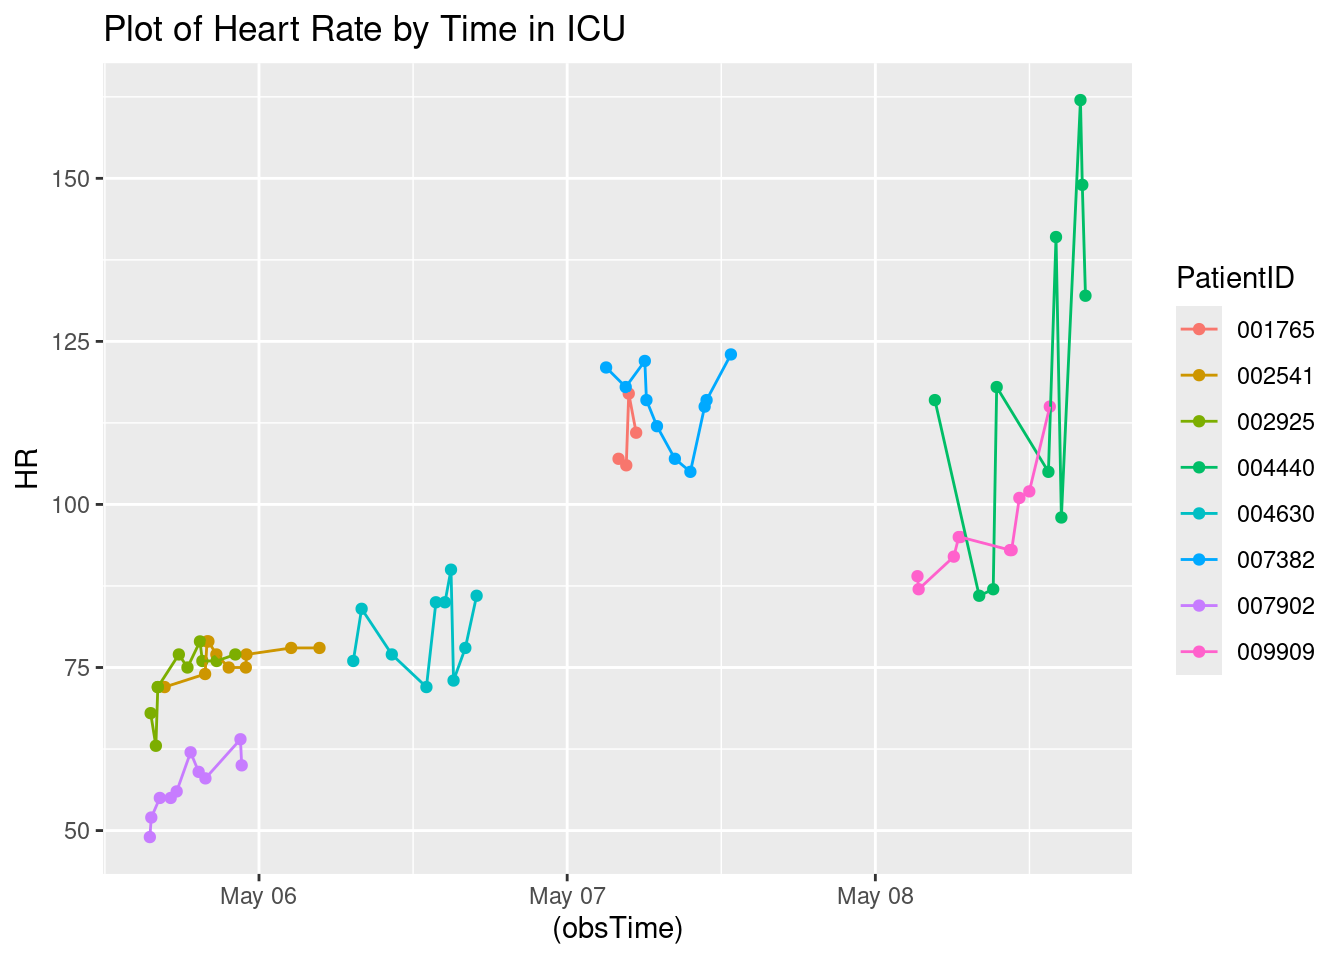 Plot of Heart Rate by Time in ICU
HR
150
125
100
75
50
May 06
May 07
May 08
(obsTime)
PatientID
001765
002541
002925
004440
004630
007382
007902
009909